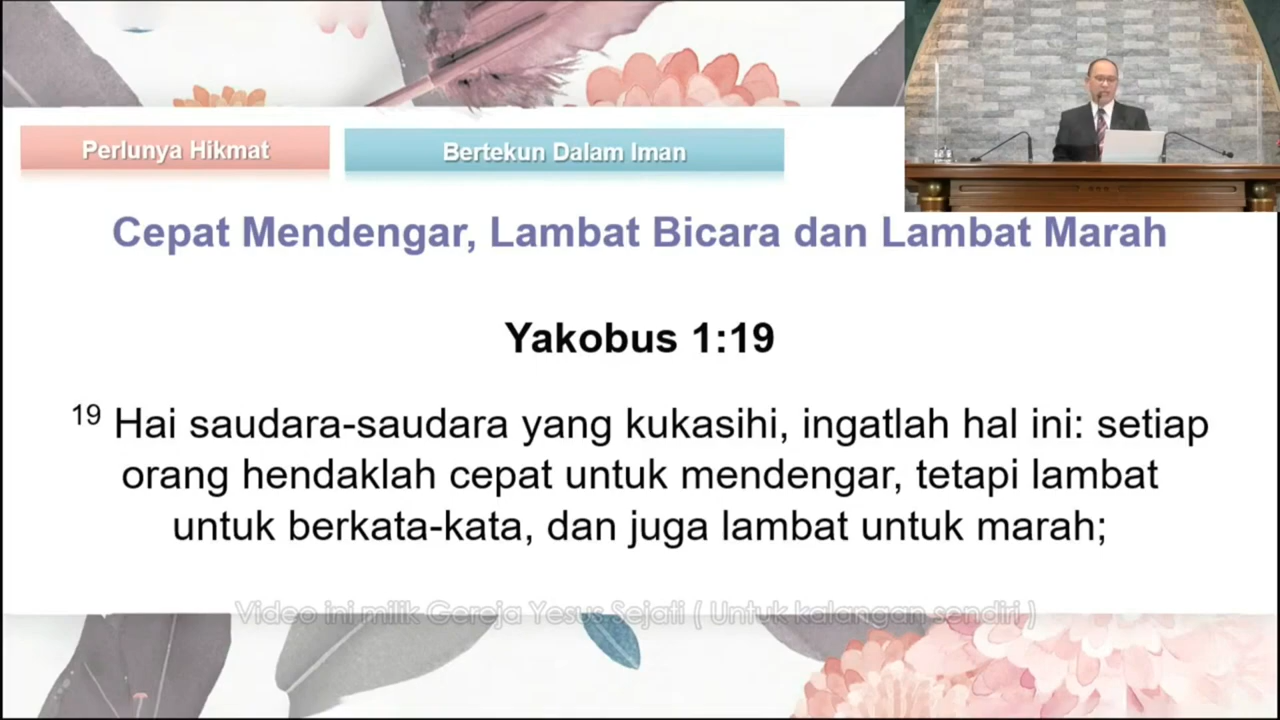 Perlunya Hikmat
Bertekun Dalam Iman
Cepat Mendengar, Lambat Bicara dan Lambat Marah
Yakobus 1:19
19 Hai saudara-saudara yang kukasihi, ingatlah hal ini: setiap
orang hendaklah cepat untuk mendengar, tetapi lambat
untuk berkata-kata, dan juga lambat untuk marah;
Video ini milik Gereja Yesus Sejati ( Untuk kalangan sendiri )